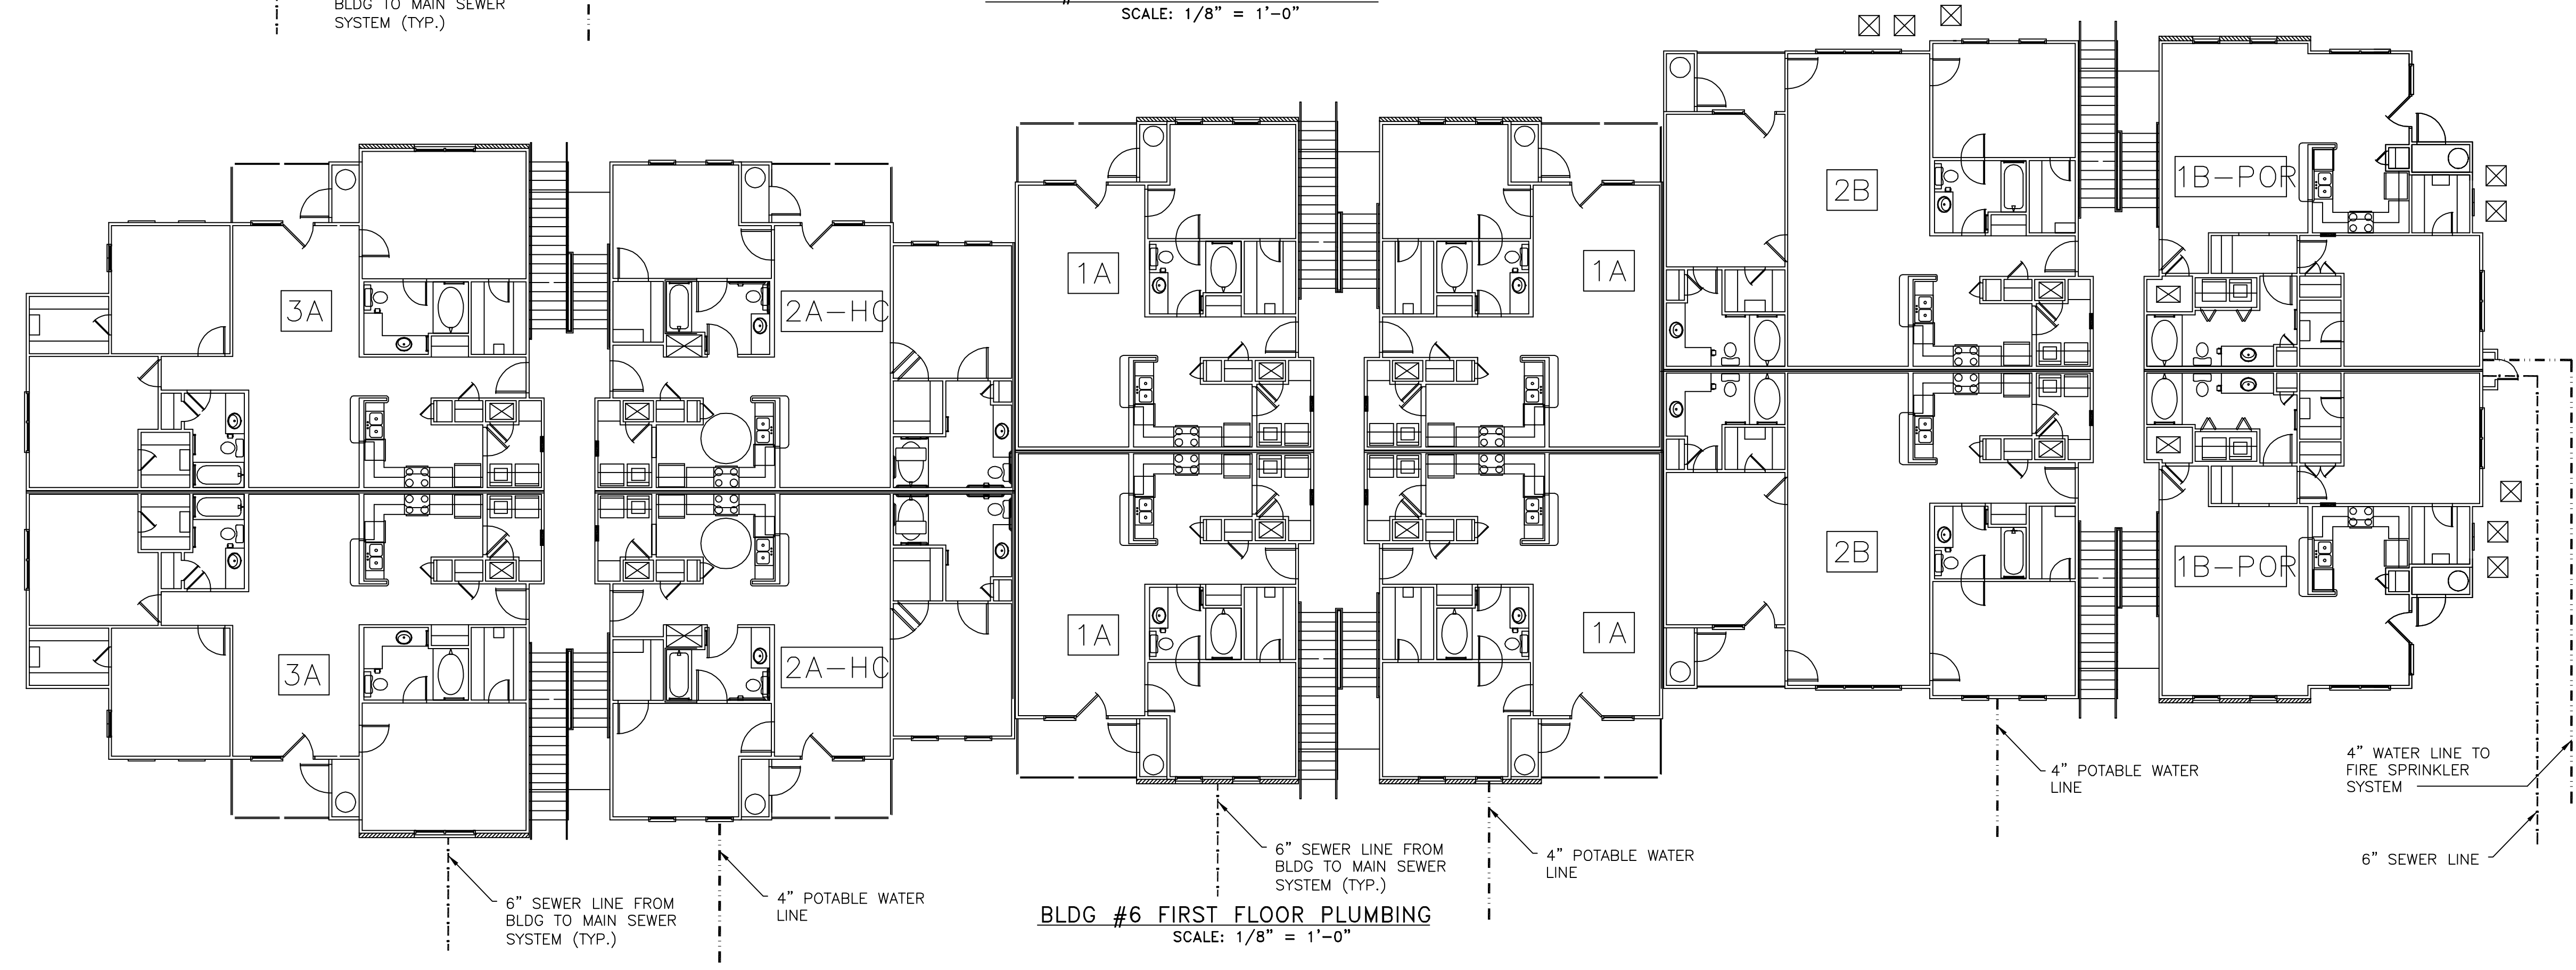 BLDG TO MAIN SEWER
SYSTEM (TYP.)
SCALE: 1/8" = 1'-0"
3A
2A-HC
1A
1A
2B
1B-POR
3A
2A-HC
1A
1A
2B
1B-POR
6" SEWER LINE FROM
BLDG TO MAIN SEWER
SYSTEM (TYP.)
4" POTABLE WATER
LINE
6" SEWER LINE FROM
BLDG TO MAIN SEWER
SYSTEM (TYP.)
4" POTABLE WATER
LINE
4" POTABLE WATER
LINE
4" WATER LINE TO
FIRE SPRINKLER
SYSTEM
6" SEWER LINE
BLDG #6 FIRST FLOOR PLUMBING
SCALE: 1/8" = 1'-0"